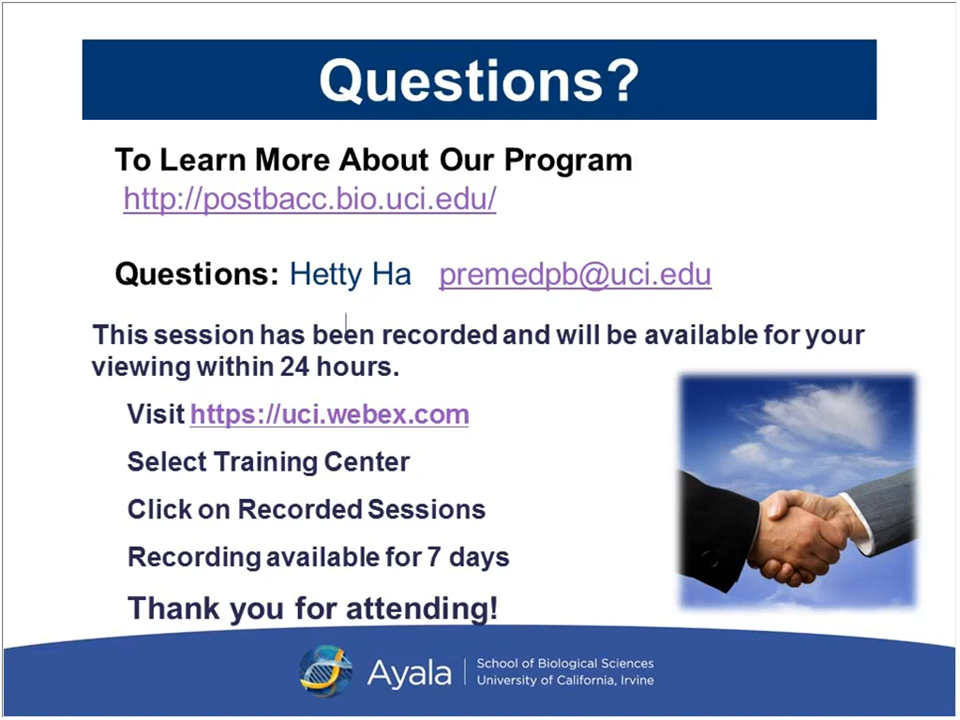 Questions?
To Learn More About Our Program
http://postbacc.bio.uci.edu/
Questions: Hetty Ha premedpb@uci.edu
This session has been recorded and will be available for your
viewing within 24 hours.
Visit https://uci.webex.com
Select Training Center
Click on Recorded Sessions
Recording available for 7 days
Thank you for attending!
Ayala
School of Biological Sciences
University of California, Irvine